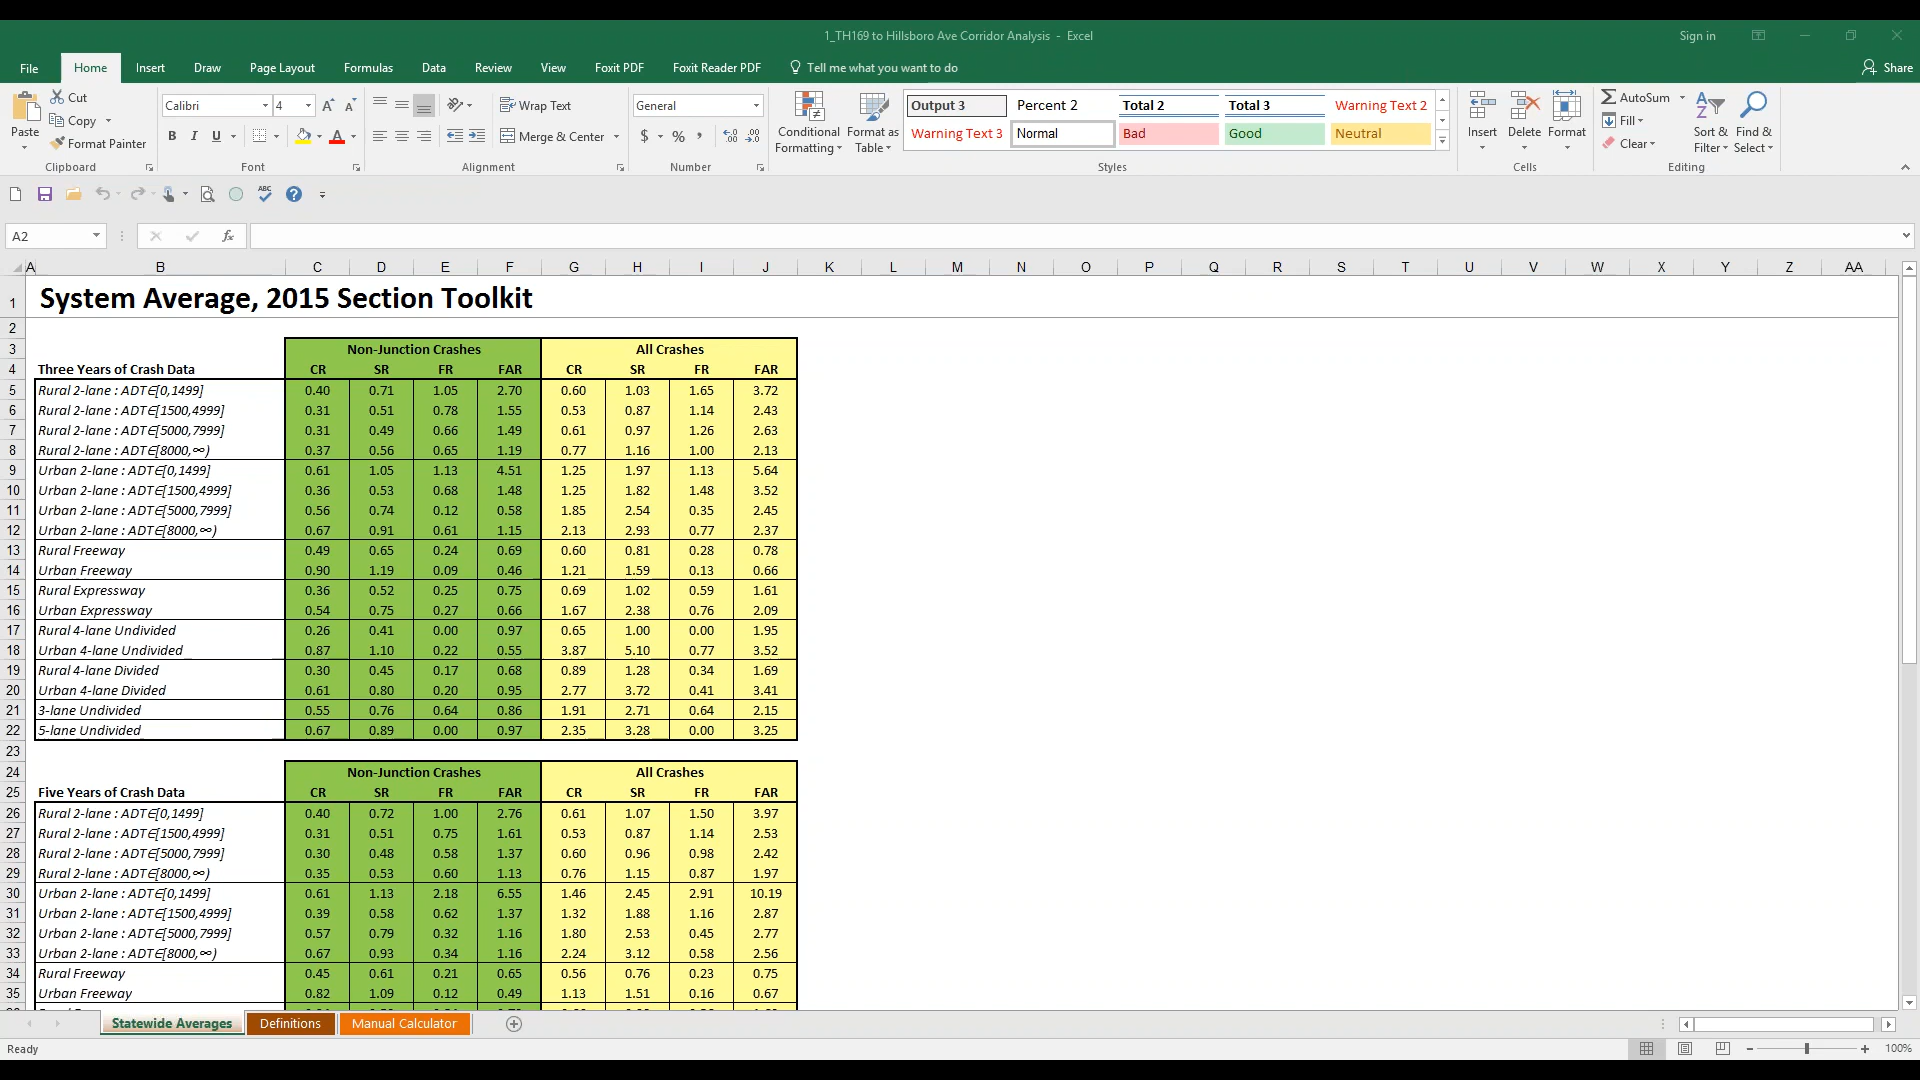 1_TH169 to Hillsboro Ave Corridor Analysis - Excel
Sign in
File Home Insert Draw Page Layout Formulas Data Review View Foxit PDF Foxit Reader PDF Tell me what you want to do Share
Paste
Cut
Copy
Format Painter
Clipboard
Calibri 4
B I U
Font
Wrap Text
Merge & Center
Alignment
General
$ % ,
Number
Conditional Formatting
Format as Table
Output 3 Percent 2 Total 2 Total 3 Warning Text 2
Warning Text 3 Normal Bad Good Neutral
Styles
Insert Delete Format
Cells
AutoSum
Fill
Clear
Sort & Filter
Find & Select
Editing
A2 fx
A B C D E F G H I J K L M N O P Q R S T U V W X Y Z AA
1 System Average, 2015 Section Toolkit
2
3 Non-Junction Crashes All Crashes
4 Three Years of Crash Data CR SR FR FAR CR SR FR FAR
5 Rural 2-lane : ADT∈[0,1499] 0.40 0.71 1.05 2.70 0.60 1.03 1.65 3.72
6 Rural 2-lane : ADT∈[1500,4999] 0.31 0.51 0.78 1.55 0.53 0.87 1.14 2.43
7 Rural 2-lane : ADT∈[5000,7999] 0.31 0.49 0.66 1.49 0.61 0.97 1.26 2.63
8 Rural 2-lane : ADT∈[8000,∞) 0.37 0.56 0.65 1.19 0.77 1.16 1.00 2.13
9 Urban 2-lane : ADT∈[0,1499] 0.61 1.05 1.13 4.51 1.25 1.97 1.13 5.64
10 Urban 2-lane : ADT∈[1500,4999] 0.36 0.53 0.68 1.48 1.25 1.82 1.48 3.52
11 Urban 2-lane : ADT∈[5000,7999] 0.56 0.74 0.12 0.58 1.85 2.54 0.35 2.45
12 Urban 2-lane : ADT∈[8000,∞) 0.67 0.91 0.61 1.15 2.13 2.93 0.77 2.37
13 Rural Freeway 0.49 0.65 0.24 0.69 0.60 0.81 0.28 0.78
14 Urban Freeway 0.90 1.19 0.09 0.46 1.21 1.59 0.13 0.66
15 Rural Expressway 0.36 0.52 0.25 0.75 0.69 1.02 0.59 1.61
16 Urban Expressway 0.54 0.75 0.27 0.66 1.67 2.38 0.76 2.09
17 Rural 4-lane Undivided 0.26 0.41 0.00 0.97 0.65 1.00 0.00 1.95
18 Urban 4-lane Undivided 0.87 1.10 0.22 0.55 3.87 5.10 0.77 3.52
19 Rural 4-lane Divided 0.30 0.45 0.17 0.68 0.89 1.28 0.34 1.69
20 Urban 4-lane Divided 0.61 0.80 0.20 0.95 2.77 3.72 0.41 3.41
21 3-lane Undivided 0.55 0.76 0.64 0.86 1.91 2.71 0.64 2.15
22 5-lane Undivided 0.67 0.89 0.00 0.97 2.35 3.28 0.00 3.25
23
24 Non-Junction Crashes All Crashes
25 Five Years of Crash Data CR SR FR FAR CR SR FR FAR
26 Rural 2-lane : ADT∈[0,1499] 0.40 0.72 1.00 2.76 0.61 1.07 1.50 3.97
27 Rural 2-lane : ADT∈[1500,4999] 0.31 0.51 0.75 1.61 0.53 0.87 1.14 2.53
28 Rural 2-lane : ADT∈[5000,7999] 0.30 0.48 0.58 1.37 0.60 0.96 0.98 2.42
29 Rural 2-lane : ADT∈[8000,∞) 0.35 0.53 0.60 1.13 0.76 1.15 0.87 1.97
30 Urban 2-lane : ADT∈[0,1499] 0.61 1.13 2.18 6.55 1.46 2.45 2.91 10.19
31 Urban 2-lane : ADT∈[1500,4999] 0.39 0.58 0.62 1.37 1.32 1.88 1.16 2.87
32 Urban 2-lane : ADT∈[5000,7999] 0.57 0.79 0.32 1.16 1.80 2.53 0.45 2.77
33 Urban 2-lane : ADT∈[8000,∞) 0.67 0.93 0.34 1.16 2.24 3.12 0.58 2.56
34 Rural Freeway 0.45 0.61 0.21 0.65 0.56 0.76 0.23 0.75
35 Urban Freeway 0.82 1.09 0.12 0.49 1.13 1.51 0.16 0.67
Statewide Averages Definitions Manual Calculator
Ready
100%